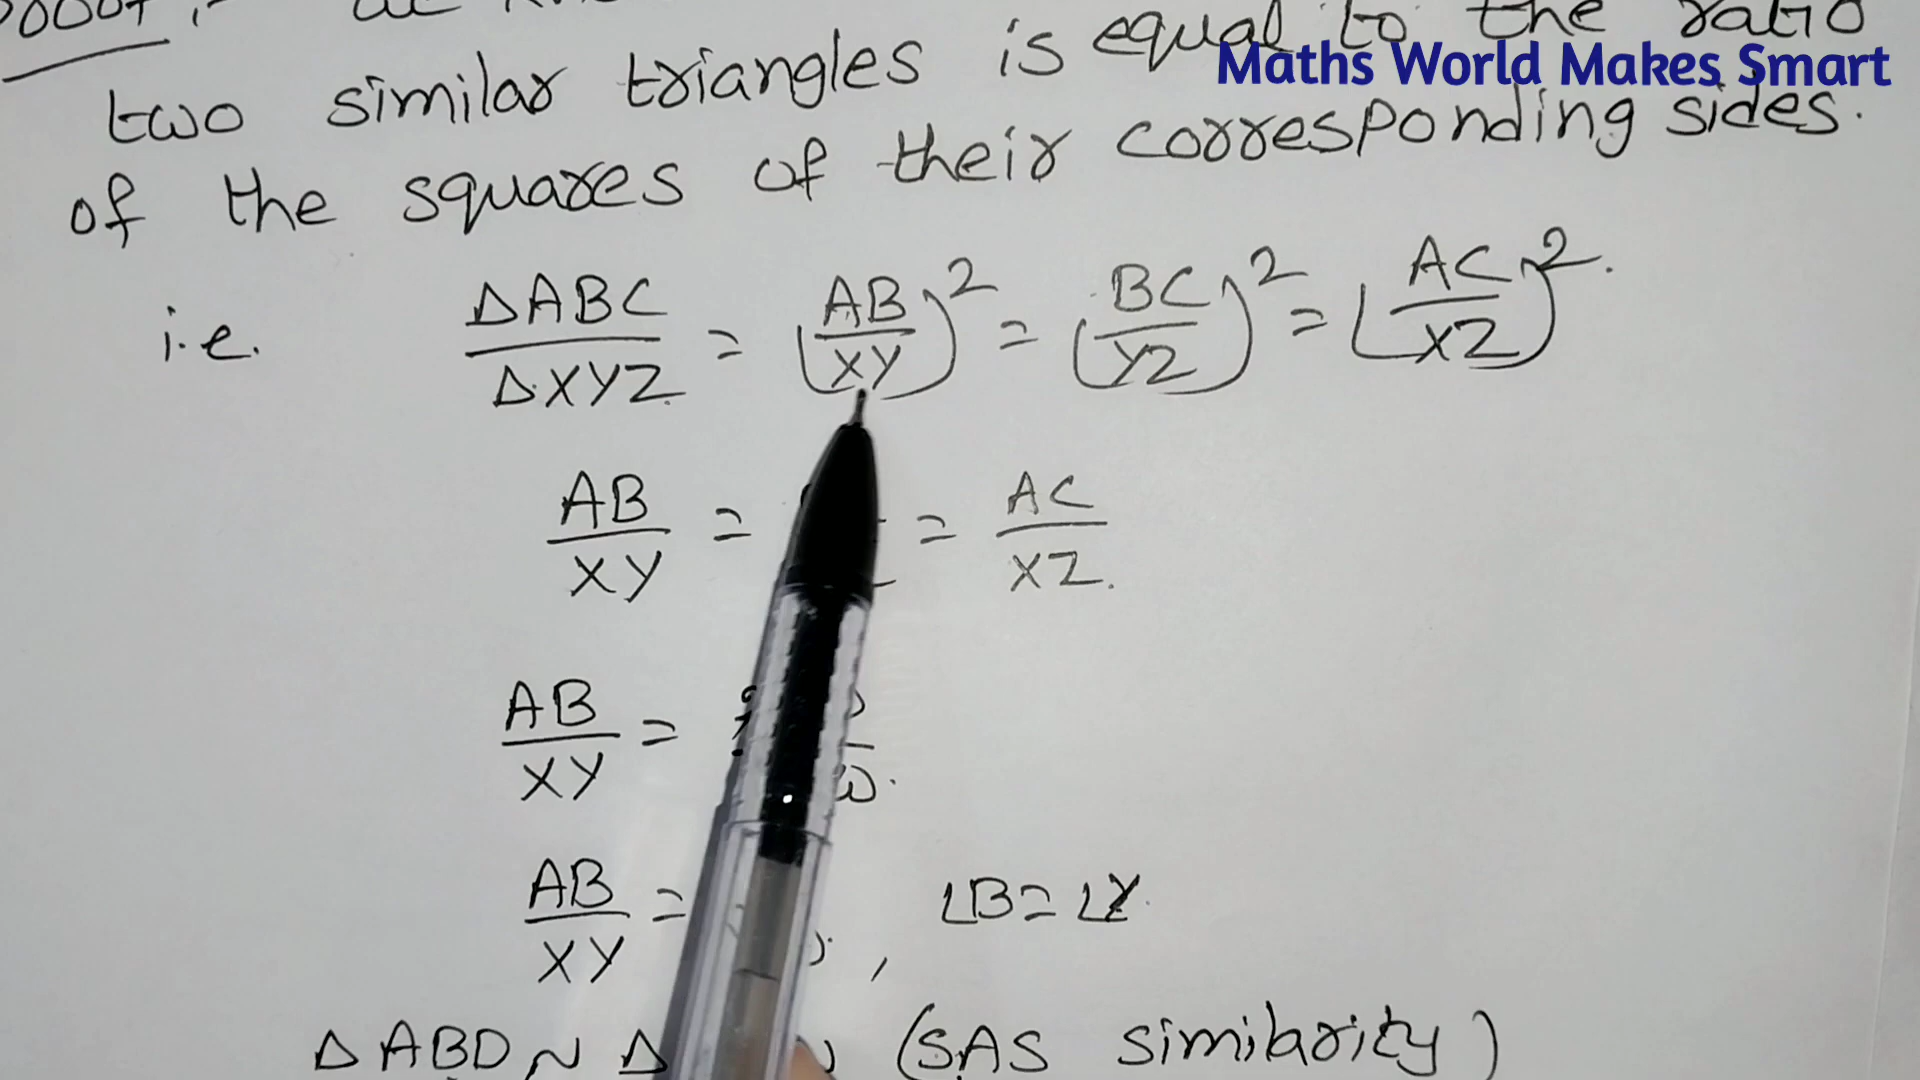 two similar triangles is equal to the ratio
Maths World Makes Smart
of the squares of their corresponding sides.
i.e. ΔABC/ΔXYZ = (AB/XY)² = (BC/YZ)² = (AC/XZ)².
AB/XY = = AC/XZ.
AB/XY =
AB/XY = , ∠B = ∠Y.
ΔABD ~ Δ (SAS similarity)